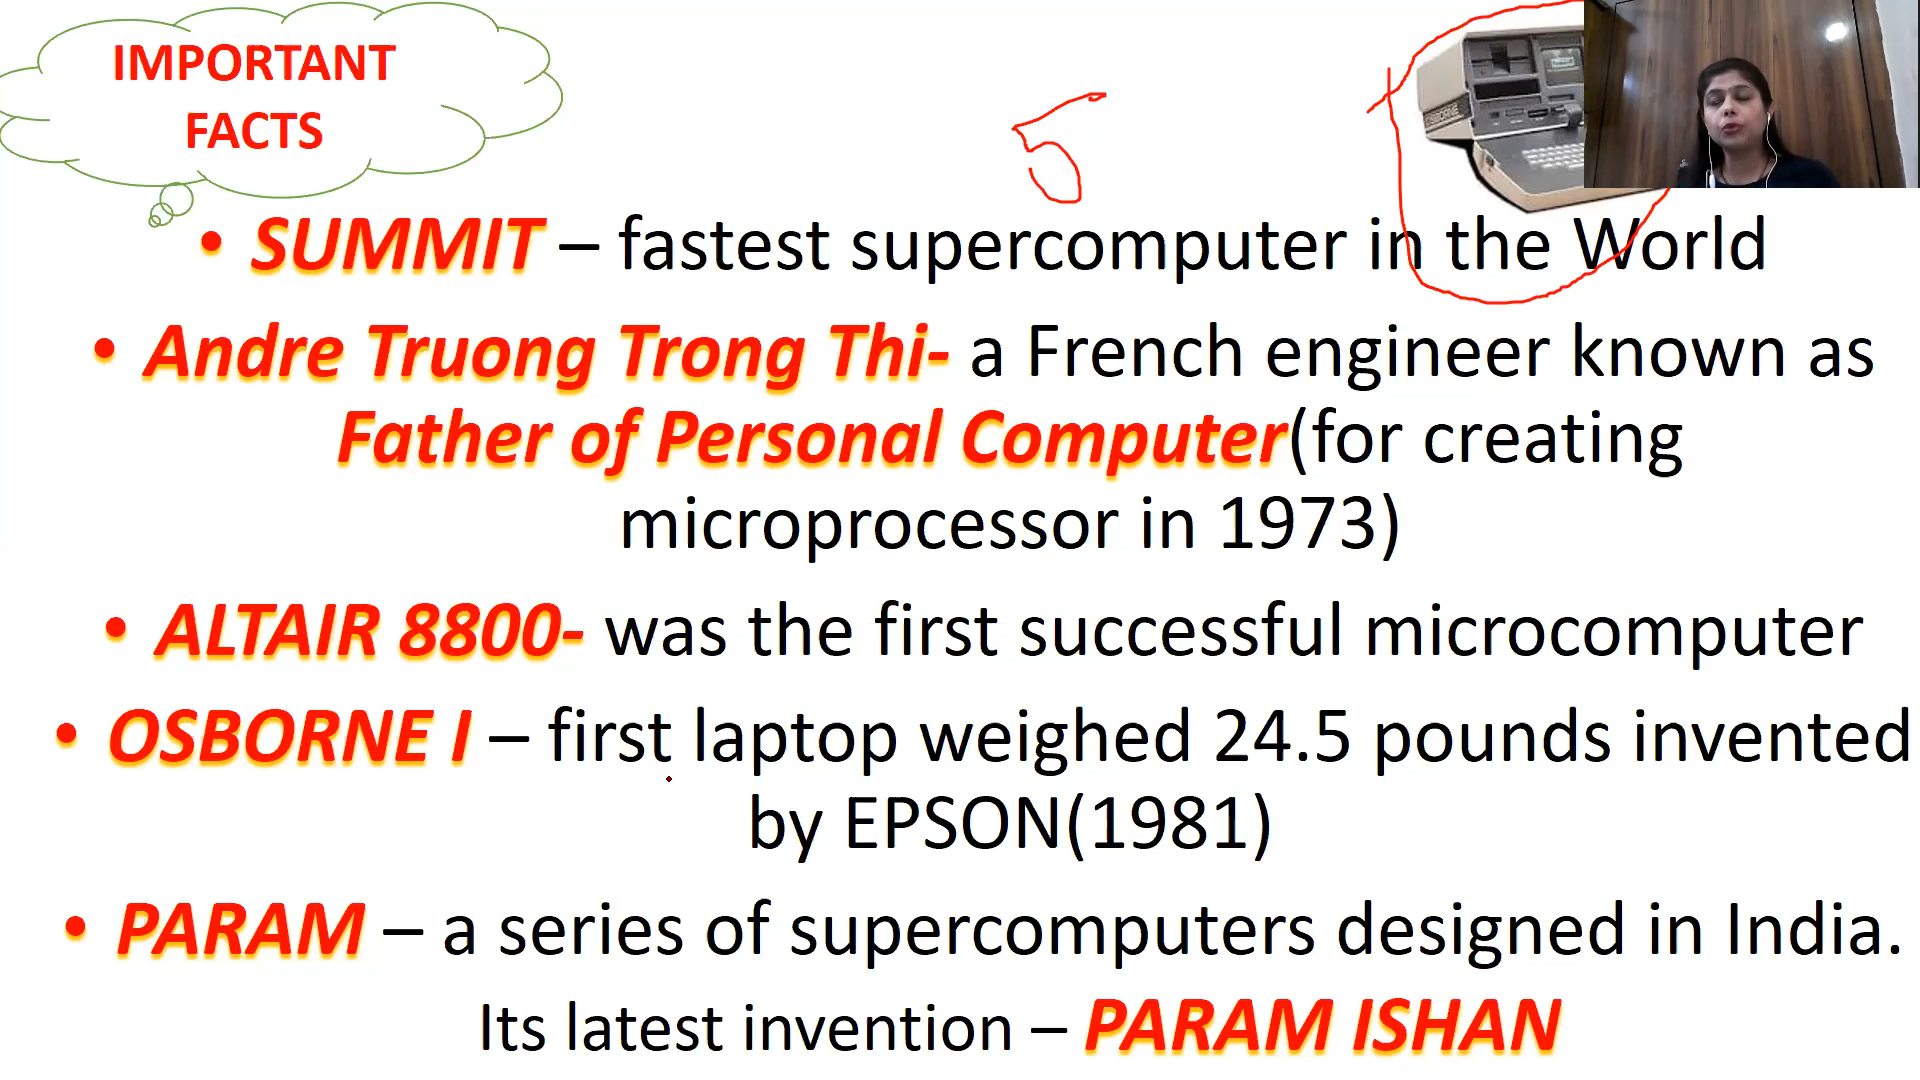 IMPORTANT
FACTS
5
OSBORNE
• SUMMIT – fastest supercomputer in the World
• Andre Truong Trong Thi- a French engineer known as
Father of Personal Computer(for creating
microprocessor in 1973)
• ALTAIR 8800- was the first successful microcomputer
• OSBORNE I – first laptop weighed 24.5 pounds invented
by EPSON(1981)
• PARAM – a series of supercomputers designed in India.
Its latest invention – PARAM ISHAN